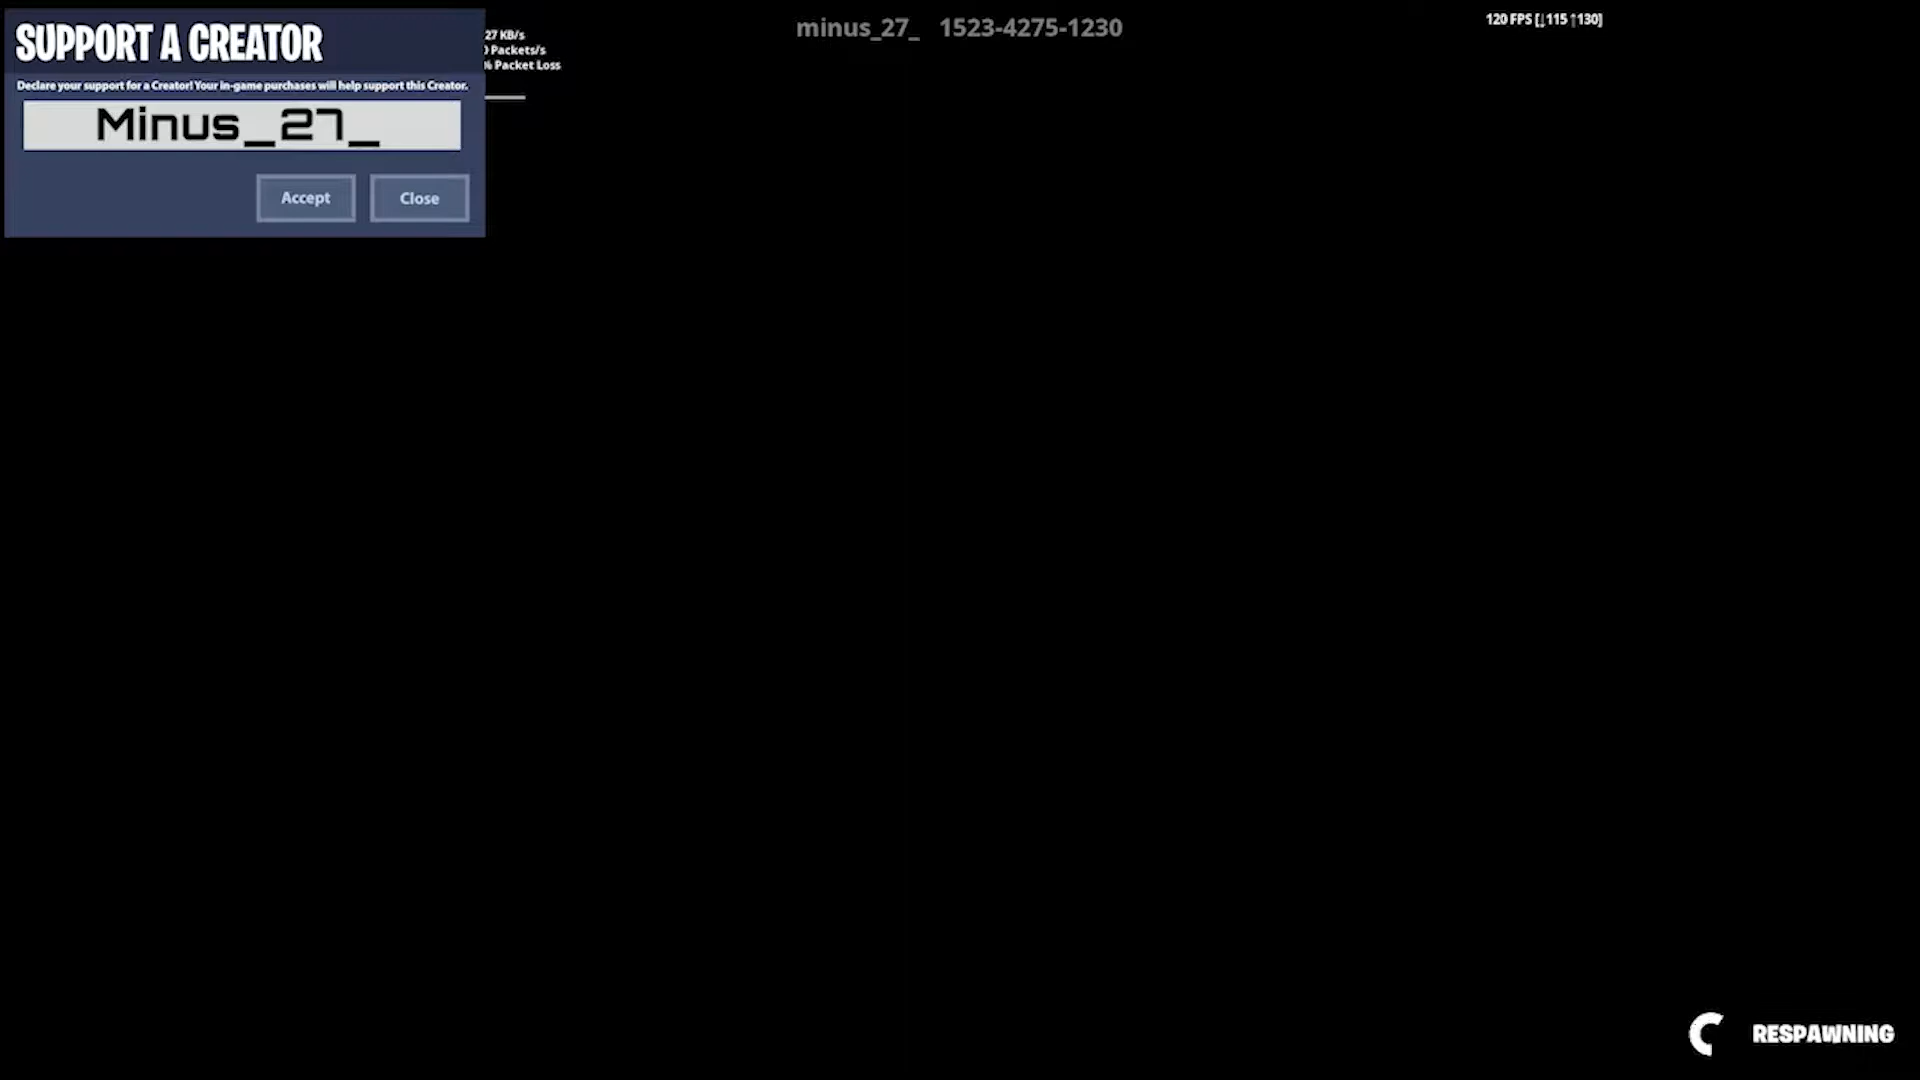 SUPPORT A CREATOR
Declare your support for a Creator! Your in-game purchases will help support this Creator.
Minus_27_
Accept
Close
27 KB/s
Packets/s
% Packet Loss
minus_27_ 1523-4275-1230
120 FPS [↓115 ↑130]
RESPAWNING